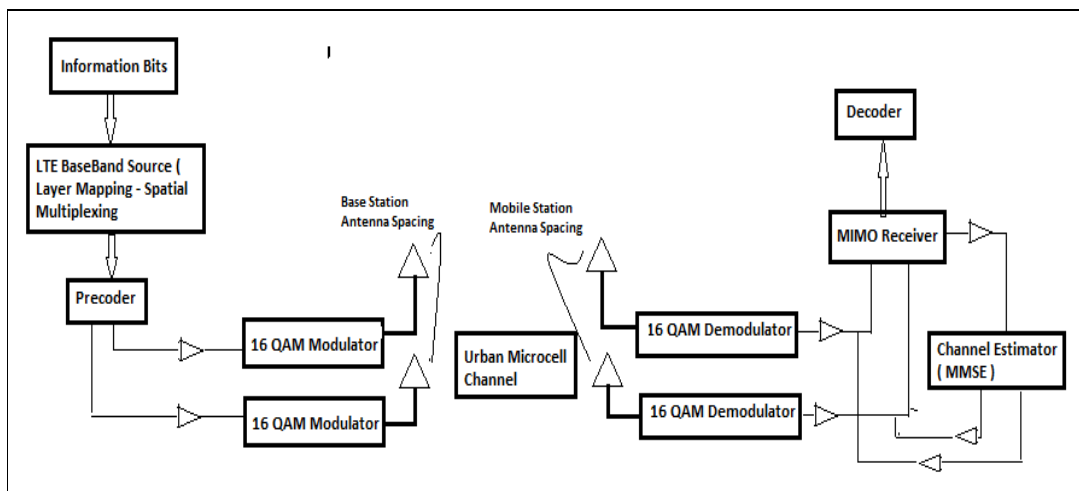 Information Bits
LTE BaseBand Source (
Layer Mapping - Spatial
Multiplexing
Precoder
16 QAM Modulator
16 QAM Modulator
Base Station
Antenna Spacing
Mobile Station
Antenna Spacing
Urban Microcell
Channel
16 QAM Demodulator
16 QAM Demodulator
Decoder
MIMO Receiver
Channel Estimator
( MMSE )